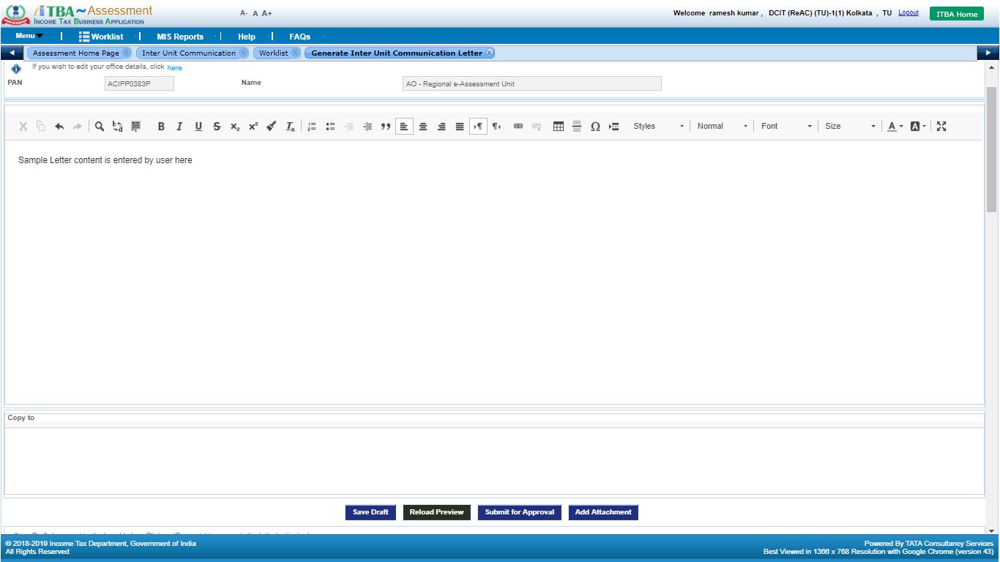 ITBA ~ Assessment
INCOME TAX BUSINESS APPLICATION
A- A A+
Welcome ramesh kumar , DCIT (ReAC) (TU)-1(1) Kolkata , TU Logout ITBA Home
Menu Worklist MIS Reports Help FAQs
Assessment Home Page Inter Unit Communication Worklist Generate Inter Unit Communication Letter
If you wish to edit your office details, click here
PAN ACIPP0383P Name AO - Regional e-Assessment Unit
Styles Normal Font Size
Sample Letter content is entered by user here
Copy to
Save Draft Reload Preview Submit for Approval Add Attachment
© 2018-2019 Income Tax Department, Government of India
All Rights Reserved
Powered By TATA Consultancy Services
Best Viewed in 1366 x 768 Resolution with Google Chrome (version 43)